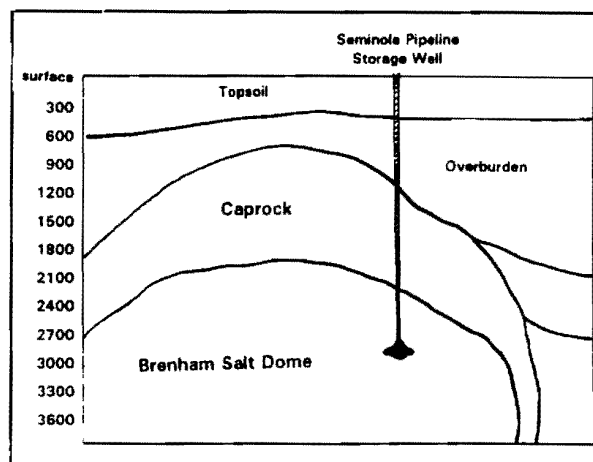 Seminole Pipeline
Storage Well
surface
Topsoil
300
600
900
Overburden
1200
Caprock
1500
1800
2100
2400
2700
3000
Brenham Salt Dome
3300
3600